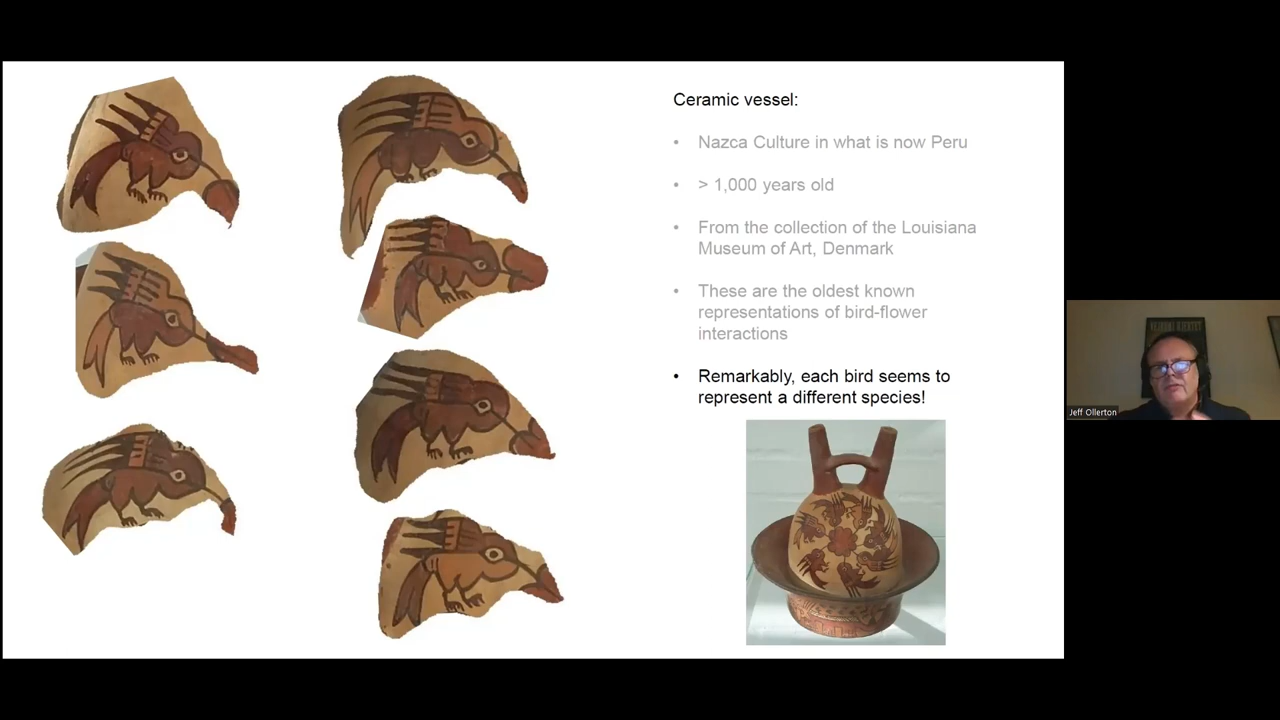 Ceramic vessel:
• Nazca Culture in what is now Peru
• > 1,000 years old
• From the collection of the Louisiana
Museum of Art, Denmark
• These are the oldest known
representations of bird-flower
interactions
• Remarkably, each bird seems to
represent a different species!
Jeff Ollerton